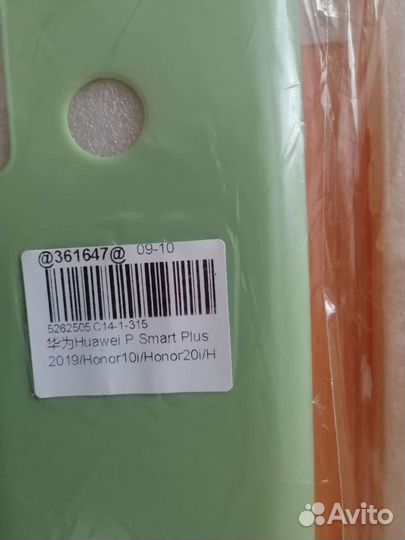 @361647@ 09-10
5262505 C14-1-315
华为Huawei P Smart Plus
2019/Honor10i/Honor20i/H
Avito